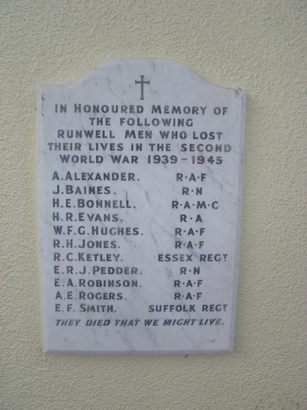 IN HONOURED MEMORY OF
THE FOLLOWING
RUNWELL MEN WHO LOST
THEIR LIVES IN THE SECOND
WORLD WAR 1939-1945
A. ALEXANDER. R·A·F
J. BAINES. R·N
H.E. BONNELL. R·A·M·C
H.R. EVANS. R·A
W.F.G. HUGHES. R·A·F
R.H. JONES. R·A·F
R.C. KETLEY. ESSEX REGT
E.R.J. PEDDER. R·N
E.A. ROBINSON. R·A·F
A.E. ROGERS. R·A·F
E.F. SMITH. SUFFOLK REGT
THEY DIED THAT WE MIGHT LIVE.